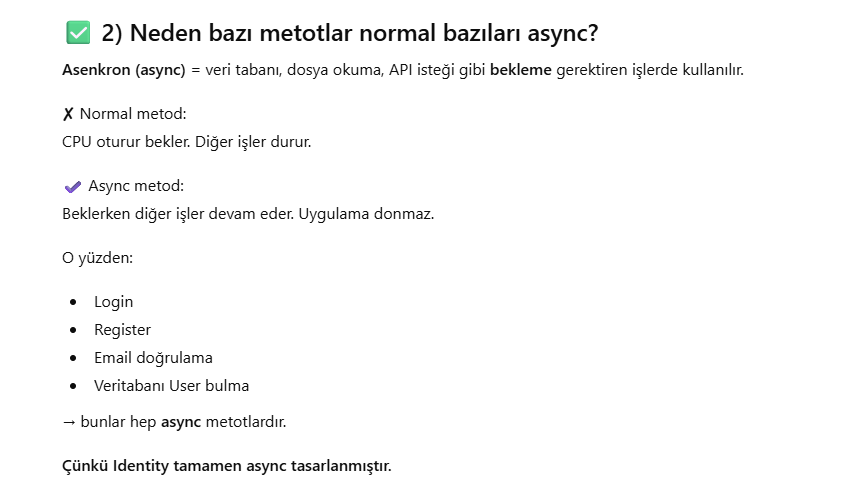 ✅ 2) Neden bazı metotlar normal bazıları async?
Asenkron (async) = veri tabanı, dosya okuma, API isteği gibi bekleme gerektiren işlerde kullanılır.
✗ Normal metod:
CPU oturur bekler. Diğer işler durur.
✔ Async metod:
Beklerken diğer işler devam eder. Uygulama donmaz.
O yüzden:
• Login
• Register
• Email doğrulama
• Veritabanı User bulma
→ bunlar hep async metotlardır.
Çünkü Identity tamamen async tasarlanmıştır.